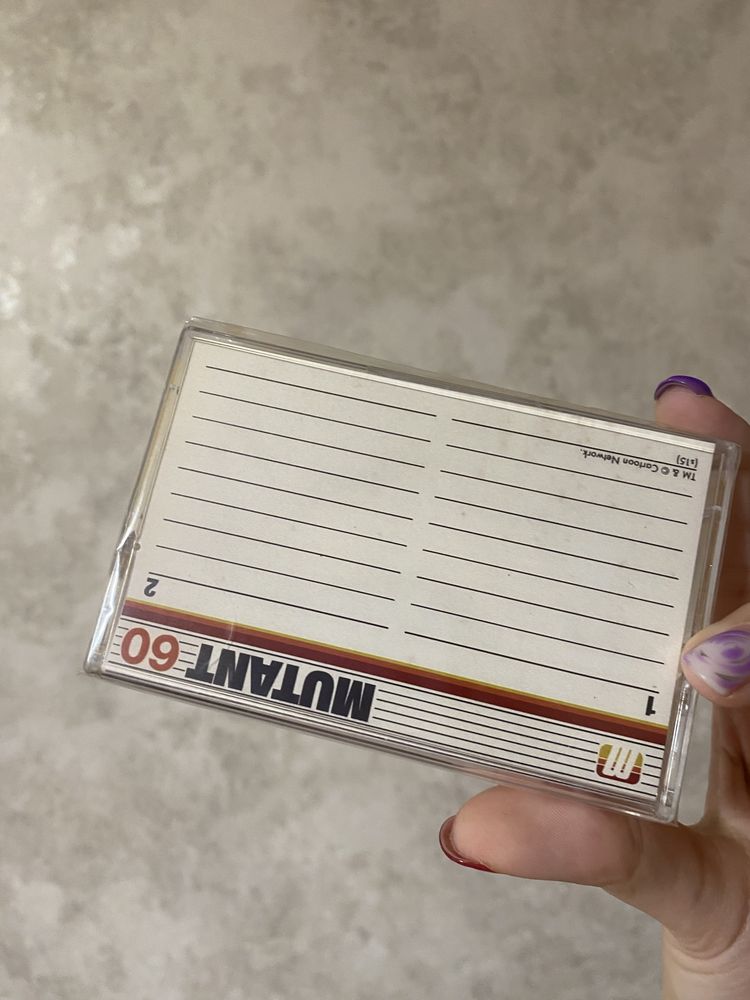 m MUTANT 60
1 2
TM & © Cartoon Network.
(s15)